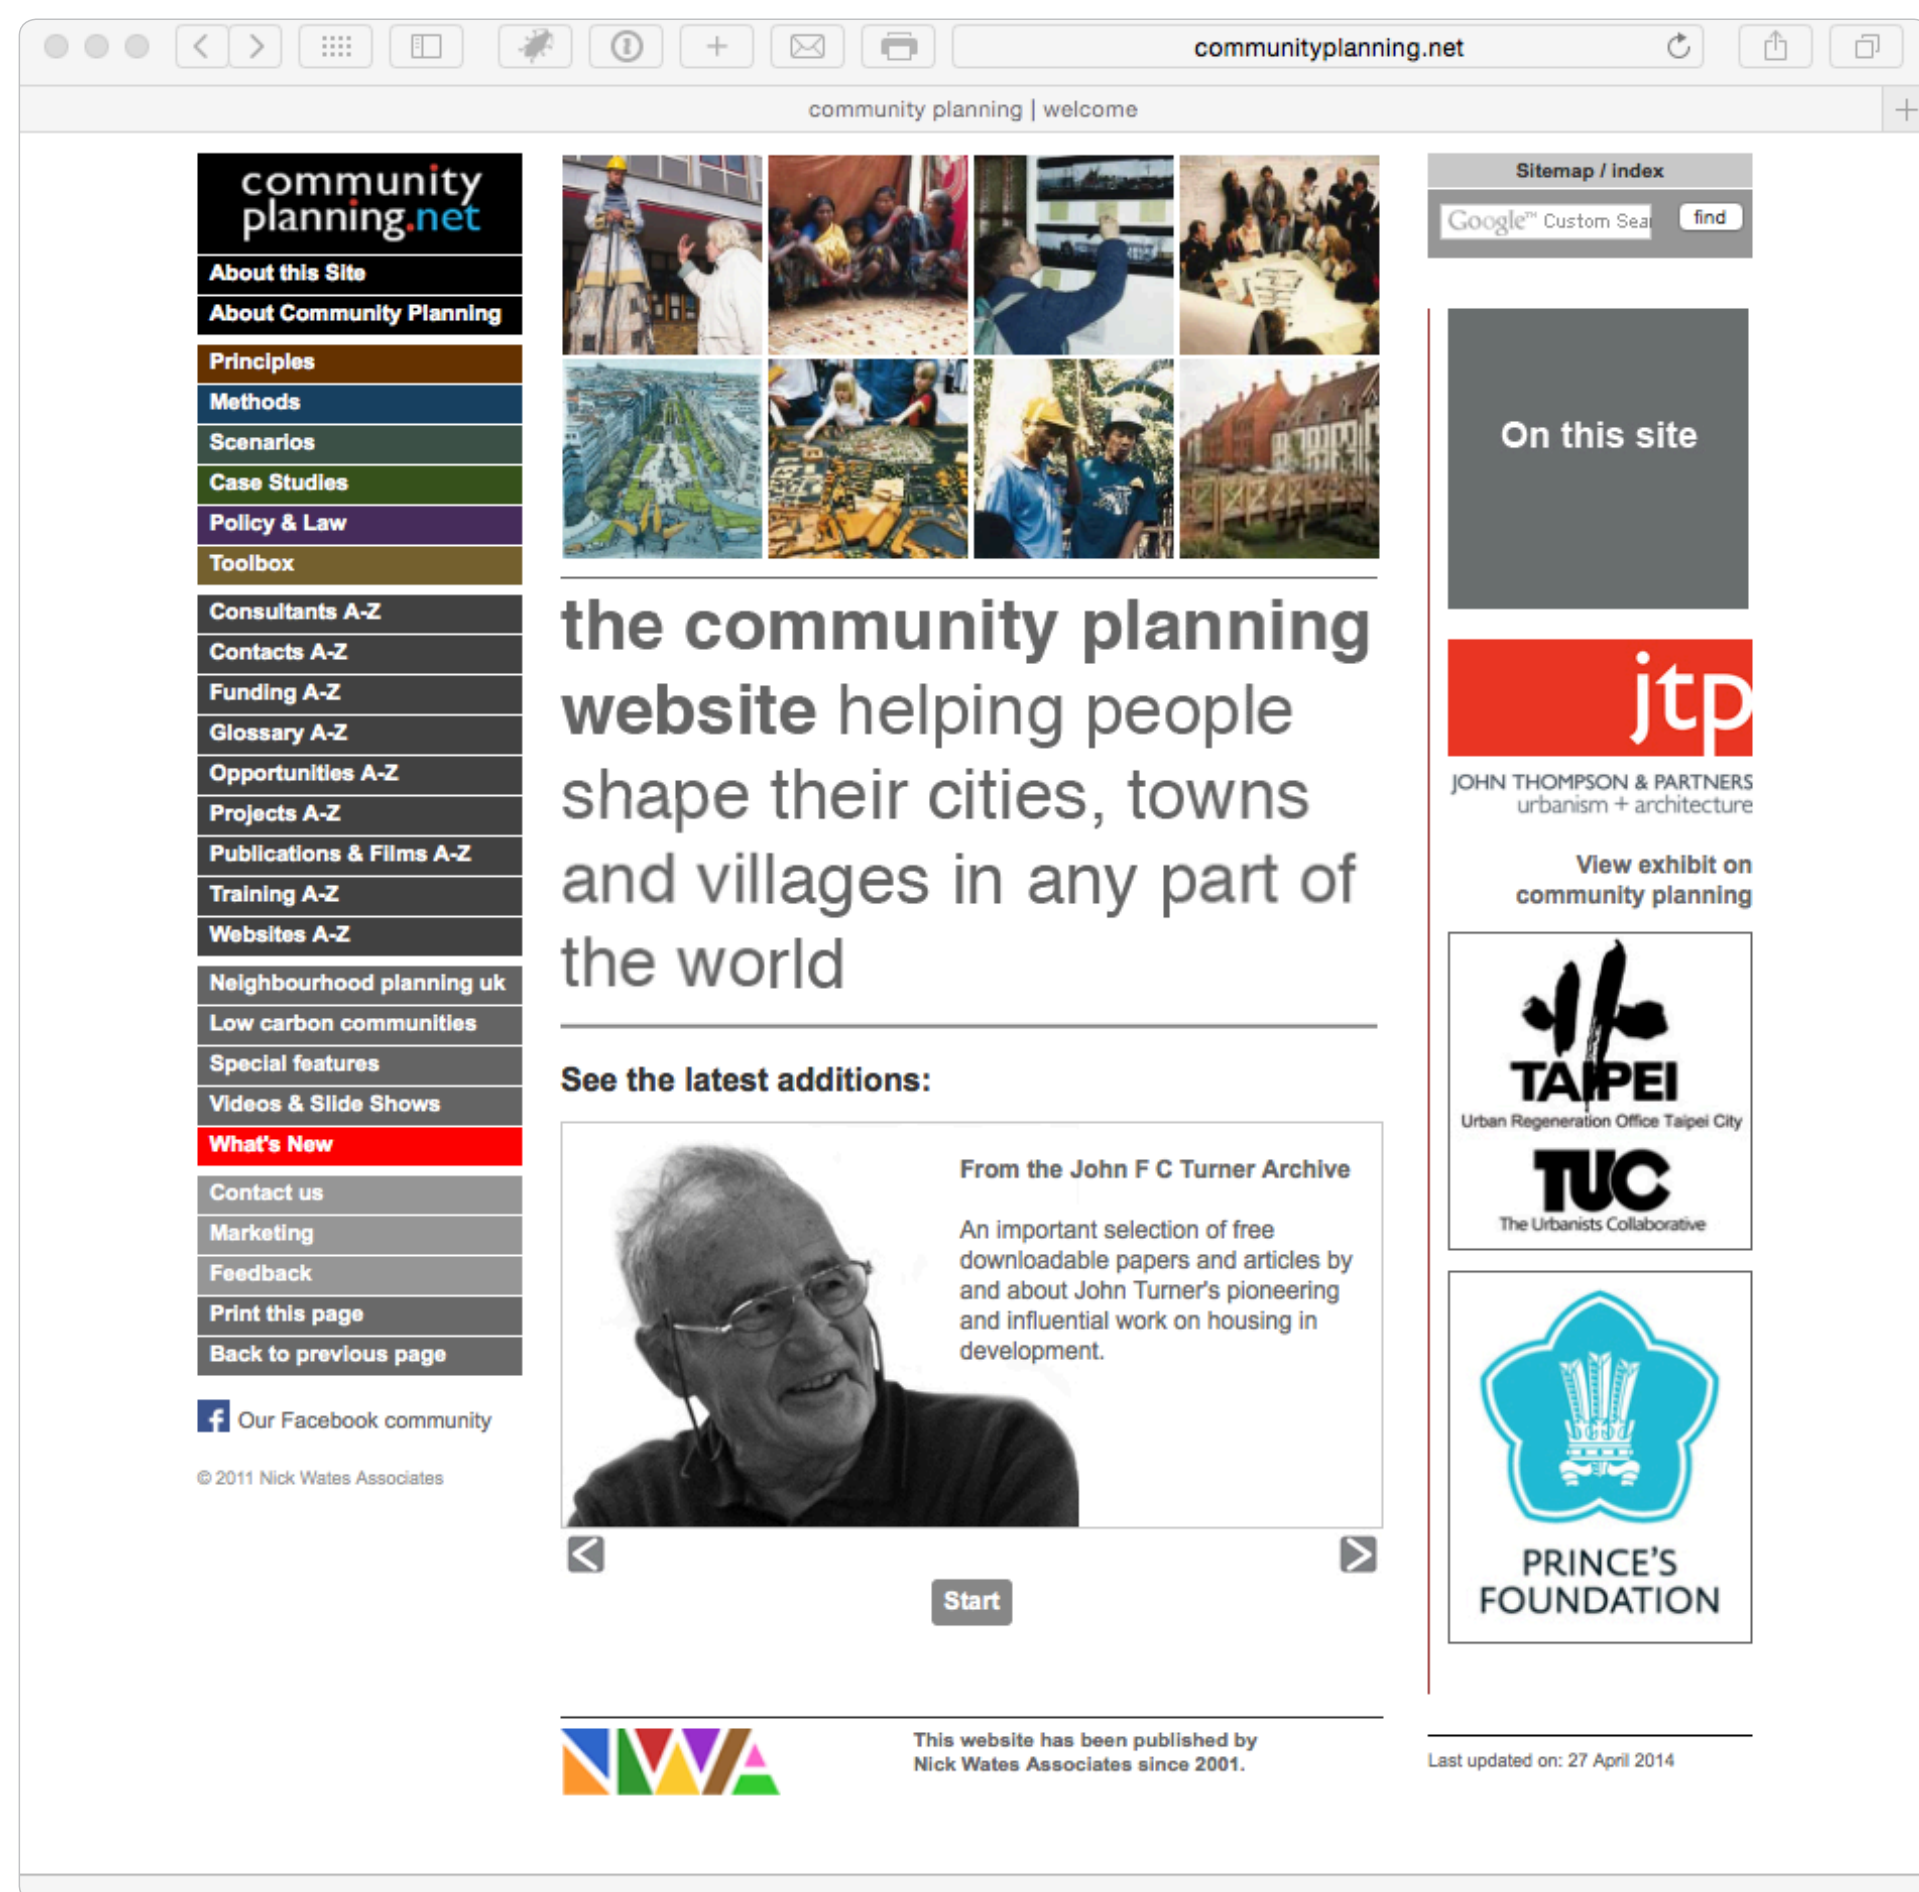 communityplanning.net
community planning | welcome
community
planning.net
About this Site
About Community Planning
Principles
Methods
Scenarios
Case Studies
Policy & Law
Toolbox
Consultants A-Z
Contacts A-Z
Funding A-Z
Glossary A-Z
Opportunities A-Z
Projects A-Z
Publications & Films A-Z
Training A-Z
Websites A-Z
Neighbourhood planning uk
Low carbon communities
Special features
Videos & Slide Shows
What's New
Contact us
Marketing
Feedback
Print this page
Back to previous page
f Our Facebook community
© 2011 Nick Wates Associates
the community planning
website helping people
shape their cities, towns
and villages in any part of
the world
See the latest additions:
From the John F C Turner Archive
An important selection of free
downloadable papers and articles by
and about John Turner's pioneering
and influential work on housing in
development.
Start
NWA
This website has been published by
Nick Wates Associates since 2001.
Sitemap / index
Google™ Custom Sear
find
On this site
jtp
JOHN THOMPSON & PARTNERS
urbanism + architecture
View exhibit on
community planning
TAIPEI
Urban Regeneration Office Taipei City
TUC
The Urbanists Collaborative
PRINCE'S
FOUNDATION
Last updated on: 27 April 2014